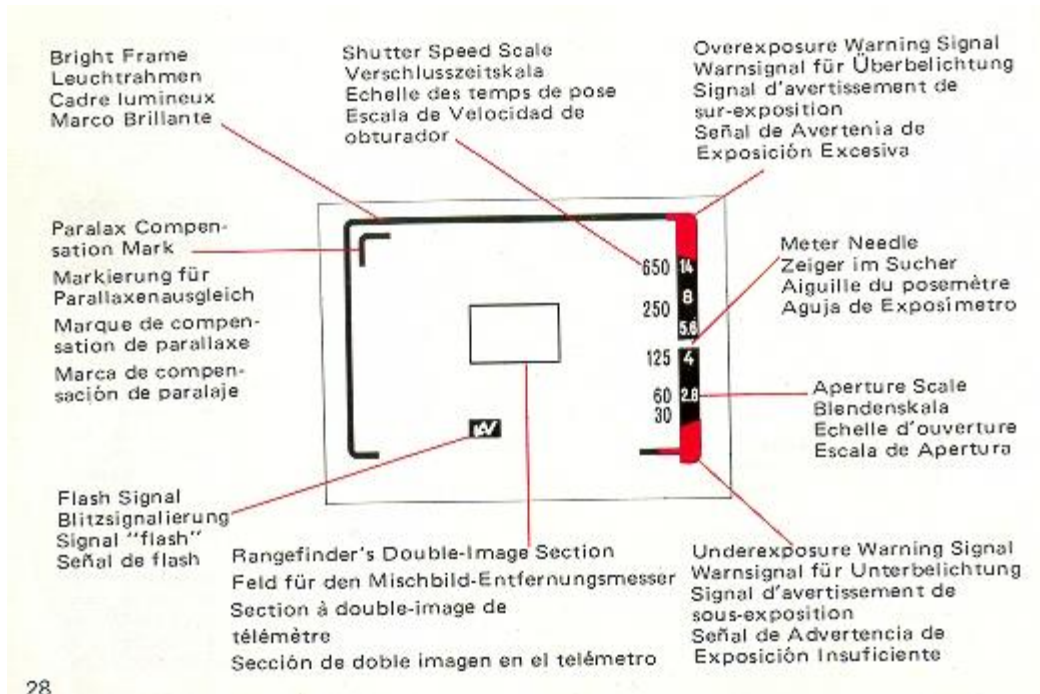 Bright Frame
Leuchtrahmen
Cadre lumineux
Marco Brillante
Shutter Speed Scale
Verschlusszeitskala
Echelle des temps de pose
Escala de Velocidad de
obturador
Overexposure Warning Signal
Warnsignal für Überbelichtung
Signal d'avertissement de
sur-exposition
Señal de Avertenia de
Exposición Excesiva
Paralax Compen-
sation Mark
Markierung für
Parallaxenausgleich
Marque de compen-
sation de parallaxe
Marca de compen-
sación de paralaje
650 14
250 8
5.6
125 4
60 2.8
30
Meter Needle
Zeiger im Sucher
Aiguille du posemètre
Aguja de Exposímetro
Aperture Scale
Blendenskala
Echelle d'ouverture
Escala de Apertura
Flash Signal
Blitzsignalierung
Signal "flash"
Señal de flash
Rangefinder's Double-Image Section
Feld für den Mischbild-Entfernungsmesser
Section à double-image de
télémètre
Sección de doble imagen en el telémetro
Underexposure Warning Signal
Warnsignal für Unterbelichtung
Signal d'avertissement de
sous-exposition
Señal de Advertencia de
Exposición Insuficiente
28